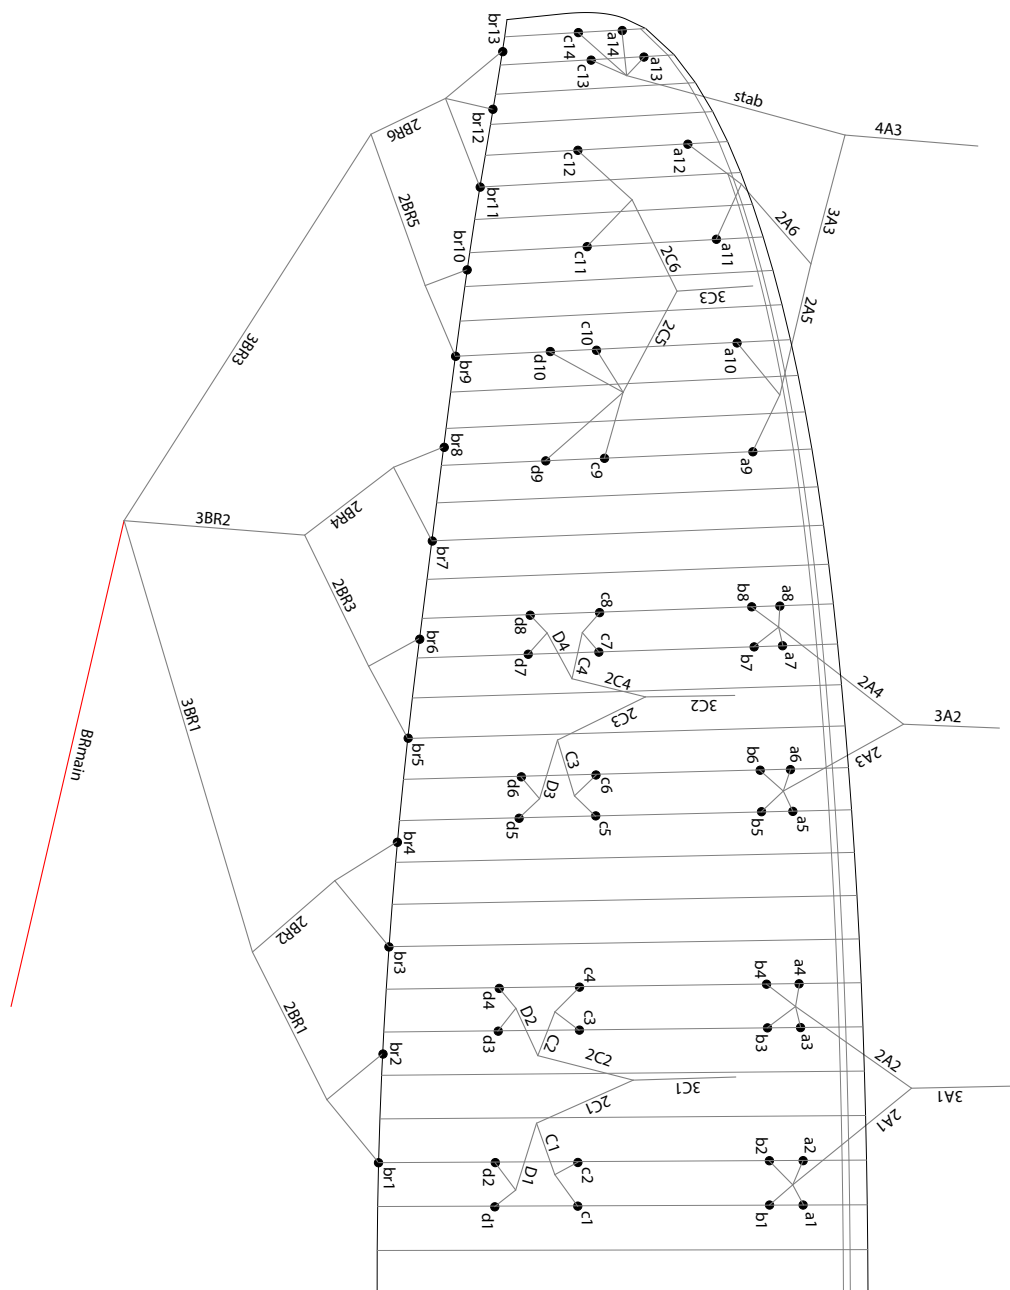 br13
c14
a14
c13
a13
stab
4A3
2BR6
br12
c12
a12
2BR5
br11
3A3
2A6
br10
c11
2C6
a11
3C3
2A5
3BR3
br9
d10
c10
2C5
a10
br8
d9
c9
a9
3BR2
2BR4
br7
2BR3
br6
d8
c8
b8
a8
D4
C4
d7
c7
b7
a7
2C4
2A4
3C2
3A2
3BR1
2C3
BRmain
br5
C3
D3
d6
c6
b6
a6
2A3
d5
c5
b5
a5
br4
2BR2
br3
d4
c4
b4
a4
2BR1
D2
C2
d3
c3
b3
a3
br2
2C2
2A2
3C1
3A1
2C1
2A1
br1
C1
D1
d2
c2
b2
a2
d1
c1
b1
a1